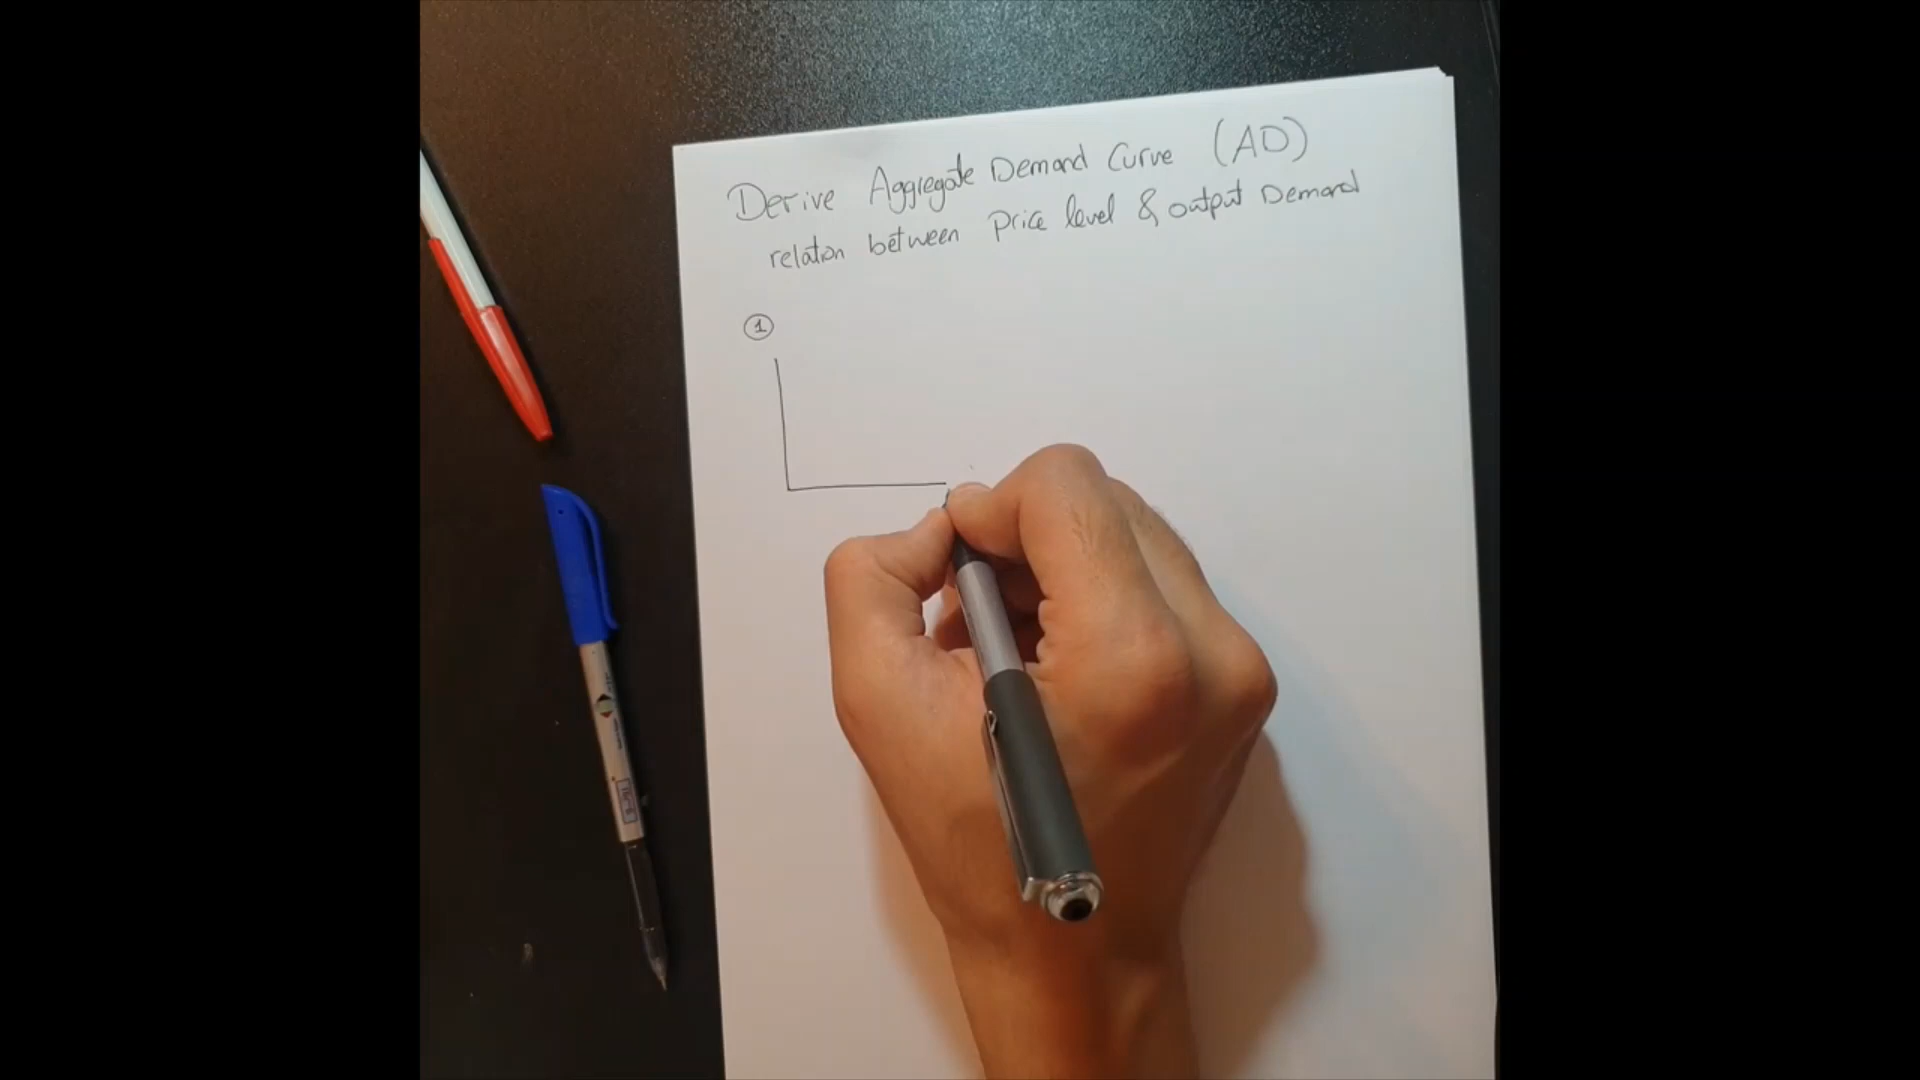 Derive Aggregate Demand Curve (AD)
relation between Price level & output Demand
1